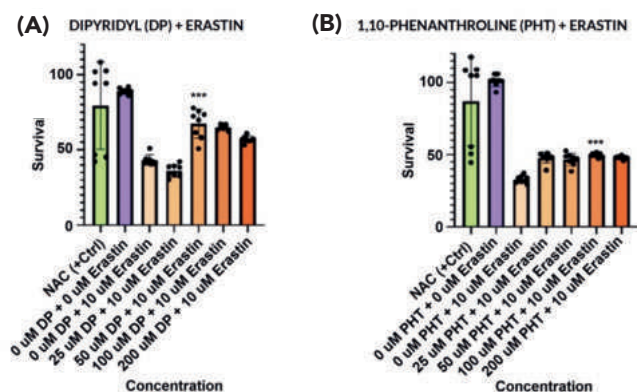 (A)
DIPYRIDYL (DP) + ERASTIN
Survival
100
50
0
***
NAC (+Ctrl)
0 uM DP + 0 uM Erastin
0 uM DP + 10 uM Erastin
25 uM DP + 10 uM Erastin
50 uM DP + 10 uM Erastin
100 uM DP + 10 uM Erastin
200 uM DP + 10 uM Erastin
Concentration
(B)
1,10-PHENANTHROLINE (PHT) + ERASTIN
Survival
100
50
0
***
NAC (+Ctrl)
0 uM PHT + 0 uM Erastin
0 uM PHT + 10 uM Erastin
25 uM PHT + 10 uM Erastin
50 uM PHT + 10 uM Erastin
100 uM PHT + 10 uM Erastin
200 uM PHT + 10 uM Erastin
Concentration